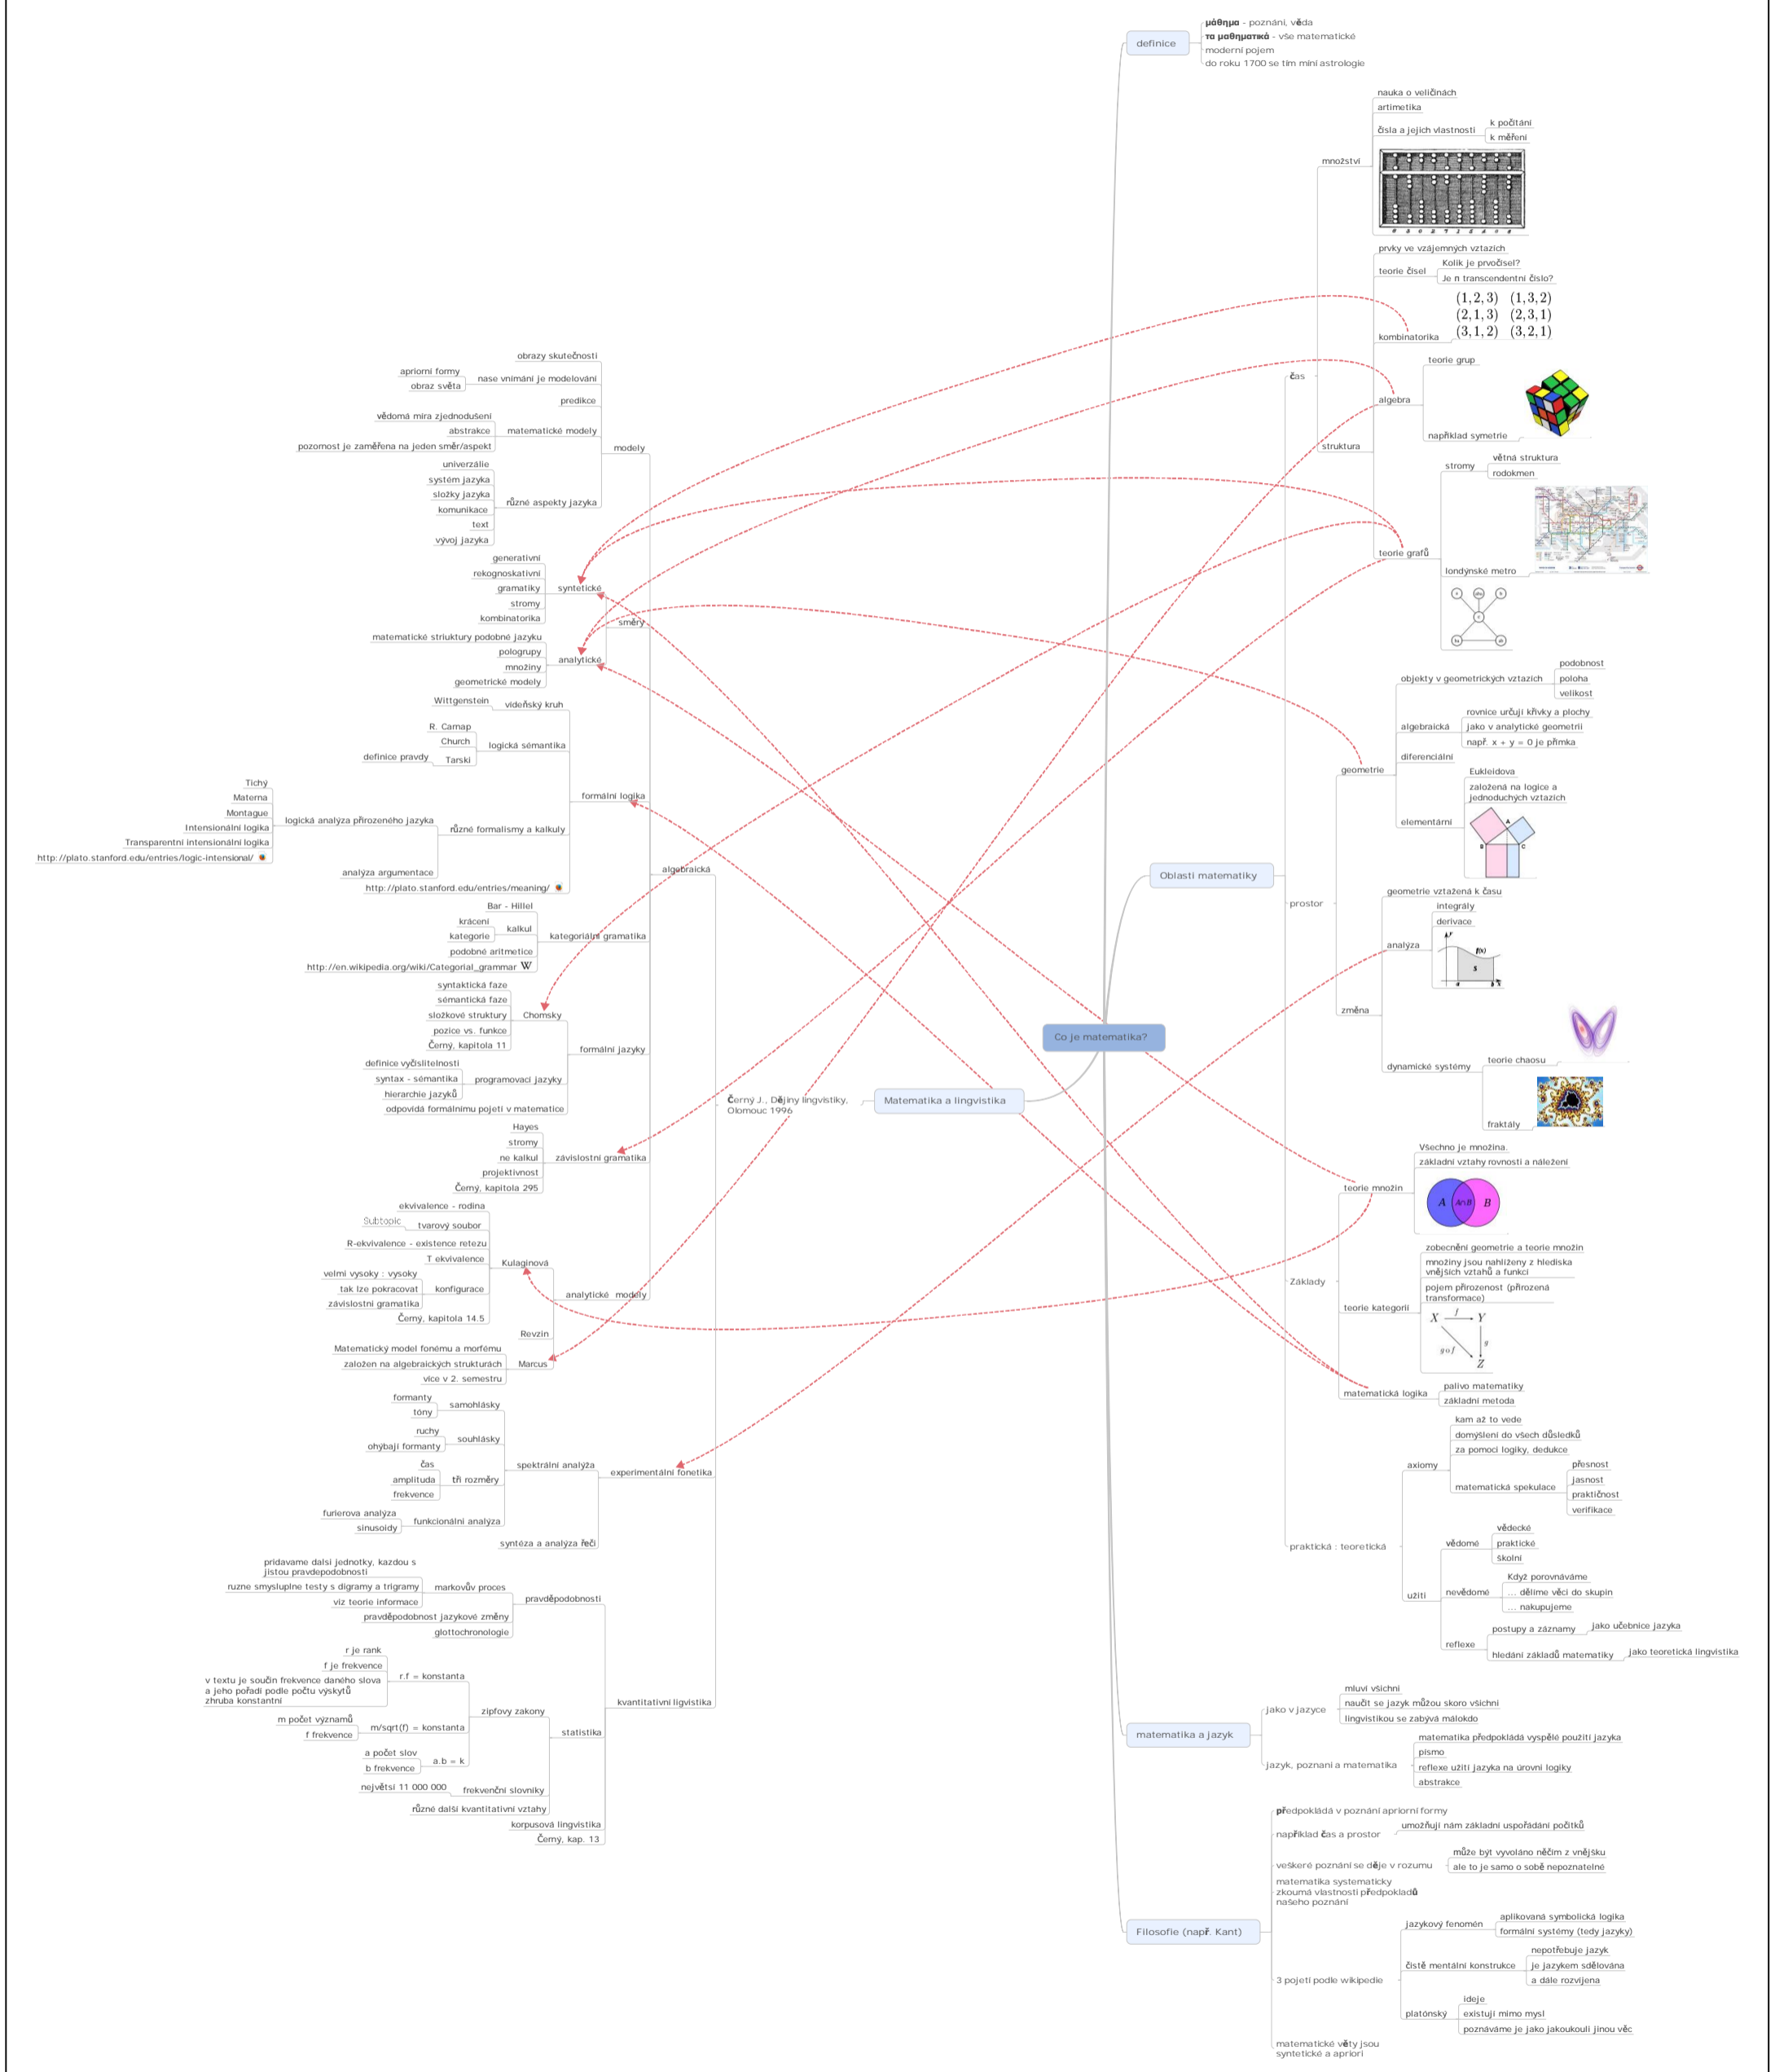 Co je matematika?
definice
μάθημα - poznání, věda
τα μαθηματικά - vše matematické
moderní pojem
do roku 1700 se tím míní astrologie
Oblasti matematiky
čas
množství
nauka o veličinách
artimetika
čísla a jejich vlastnosti
k počítání
k měření
struktura
prvky ve vzájemných vztazích
teorie čísel
Kolik je prvočísel?
Je π transcendentní číslo?
kombinatorika
(1, 2, 3) (1, 3, 2)
(2, 1, 3) (2, 3, 1)
(3, 1, 2) (3, 2, 1)
algebra
teorie grup
například symetrie
teorie grafů
stromy
větná struktura
rodokmen
londýnské metro
prostor
geometrie
objekty v geometrických vztazích
podobnost
poloha
velikost
algebraická
rovnice určují křivky a plochy
jako v analytické geometrii
např. x + y = 0 je přímka
diferenciální
elementární
Eukleidova
založená na logice a
jednoduchých vztazích
A
B
C
změna
analýza
geometrie vztažená k času
integrály
derivace
y
f(x)
S
a
b
x
dynamické systémy
teorie chaosu
fraktály
Základy
teorie množin
Všechno je množina.
základní vztahy rovnosti a náležení
A A∩B B
teorie kategorií
zobecnění geometrie a teorie množin
množiny jsou nahlíženy z hlediska
vnějších vztahů a funkcí
pojem přirozenost (přirozená
transformace)
X f Y
g∘f g
Z
matematická logika
palivo matematiky
základní metoda
praktická : teoretická
axiomy
kam až to vede
domýšlení do všech důsledků
za pomoci logiky, dedukce
matematická spekulace
přesnost
jasnost
praktičnost
verifikace
užití
vědomé
vědecké
praktické
školní
nevědomé
Když porovnáváme
... dělíme věci do skupin
... nakupujeme
reflexe
postupy a záznamy
jako učebnice jazyka
hledání základů matematiky
jako teoretická lingvistika
matematika a jazyk
jako v jazyce
mluví všichni
naučit se jazyk můžou skoro všichni
lingvistikou se zabývá málokdo
jazyk, poznaní a matematika
matematika předpokládá vyspělé použití jazyka
písmo
reflexe užití jazyka na úrovni logiky
abstrakce
Filosofie (např. Kant)
předpokládá v poznání apriorní formy
například čas a prostor
umožňují nám základní uspořádání počitků
veškeré poznání se děje v rozumu
může být vyvoláno něčím z vnějšku
ale to je samo o sobě nepoznatelné
matematika systematicky
zkoumá vlastnosti předpokladů
našeho poznání
3 pojetí podle wikipedie
jazykový fenomén
aplikovaná symbolická logika
formální systémy (tedy jazyky)
čistě mentální konstrukce
nepotřebuje jazyk
je jazykem sdělována
a dále rozvíjena
platónský
ideje
existují mimo mysl
poznáváme je jako jakoukouli jinou věc
matematické věty jsou
syntetické a apriori
Matematika a lingvistika
Černý J., Dějiny lingvistiky,
Olomouc 1996
algebraická
modely
obrazy skutečnosti
nase vnímání je modelování
apriorní formy
obraz světa
predikce
matematické modely
vědomá míra zjednodušení
abstrakce
pozornost je zaměřena na jeden směr/aspekt
různé aspekty jazyka
univerzálie
systém jazyka
složky jazyka
komunikace
text
vývoj jazyka
směry
syntetické
generativní
rekognoskativní
gramatiky
stromy
kombinatorika
analytické
matematické striuktury podobné jazyku
pologrupy
množiny
geometrické modely
formální logika
vídeňský kruh
Wittgenstein
logická sémantika
R. Carnap
Church
Tarski
definice pravdy
různé formalismy a kalkuly
logická analýza přirozeného jazyka
Tichý
Materna
Montague
Intensionální logika
Transparentní intensionální logika
http://plato.stanford.edu/entries/logic-intensional/
analýza argumentace
http://plato.stanford.edu/entries/meaning/
kategoriální gramatika
Bar - Hillel
kalkul
krácení
kategorie
podobné aritmetice
http://en.wikipedia.org/wiki/Categorial_grammar W
formální jazyky
Chomsky
syntaktická faze
sémantická faze
složkové struktury
pozice vs. funkce
Černý, kapitola 11
programovací jazyky
definice vyčíslitelnosti
syntax - sémantika
hierarchie jazyků
odpovídá formálnímu pojetí v matematice
závislostní gramatika
Hayes
stromy
ne kalkul
projektivnost
Černý, kapitola 295
analytické modely
Kulaginová
ekvivalence - rodina
tvarový soubor
Subtopic
R-ekvivalence - existence retezu
T ekvivalence
konfigurace
velmi vysoky : vysoky
tak lze pokracovat
závislostní gramatika
Černý, kapitola 14.5
Revzin
Marcus
Matematický model fonému a morfému
založen na algebraických strukturách
více v 2. semestru
experimentální fonetika
spektrální analýža
samohlásky
formanty
tóny
souhlásky
ruchy
ohýbají formanty
tři rozměry
čas
amplituda
frekvence
funkcionální analýza
furierova analýza
sinusoidy
syntéza a analýza řeči
kvantitativní ligvistika
pravděpodobnosti
markovův proces
pridavame dalsi jednotky, kazdou s
jistou pravdepodobnosti
ruzne smysluplne testy s digramy a trigramy
viz teorie informace
pravděpodobnost jazykové změny
glottochronologie
statistika
zipfovy zakony
r.f = konstanta
r je rank
f je frekvence
v textu je součin frekvence daného slova
a jeho pořadí podle počtu výskytů
zhruba konstantní
m/sqrt(f) = konstanta
m počet významů
f frekvence
a.b = k
a počet slov
b frekvence
frekvenční slovníky
největsí 11 000 000
různé další kvantitativní vztahy
korpusová lingvistika
Černý, kap. 13